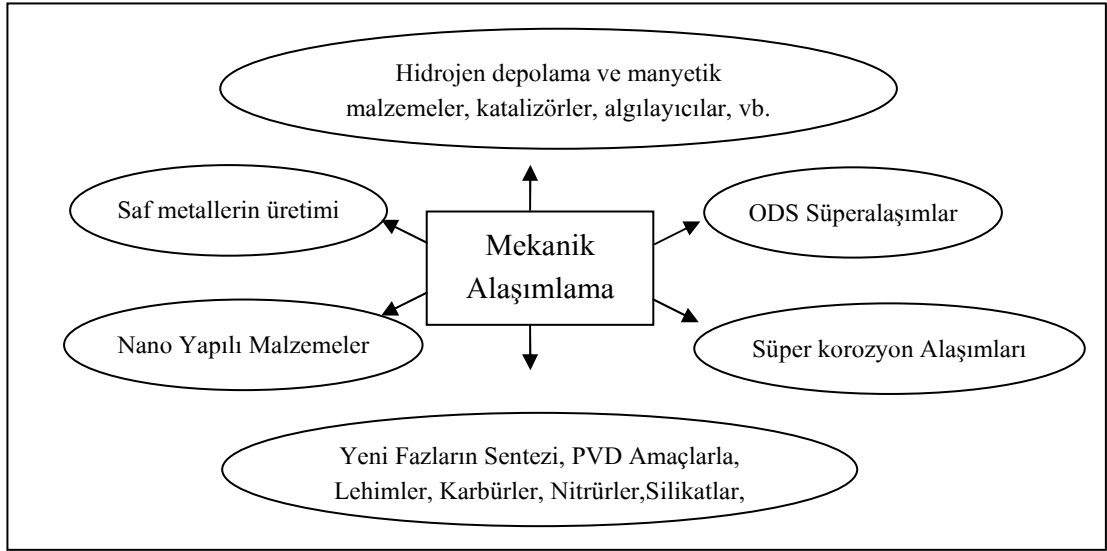 Hidrojen depolama ve manyetik
malzemeler, katalizörler, algılayıcılar, vb.
Saf metallerin üretimi
ODS Süperalaşımlar
Mekanik
Alaşımlama
Nano Yapılı Malzemeler
Süper korozyon Alaşımları
Yeni Fazların Sentezi, PVD Amaçlarla,
Lehimler, Karbürler, Nitrürler,Silikatlar,